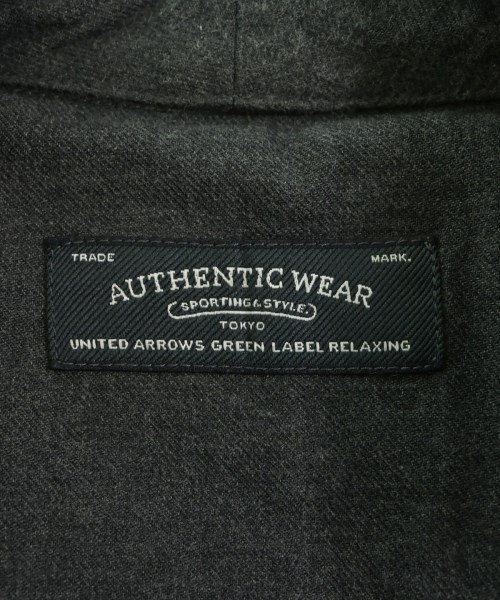 TRADE MARK.
AUTHENTIC WEAR
SPORTING & STYLE.
TOKYO
UNITED ARROWS GREEN LABEL RELAXING